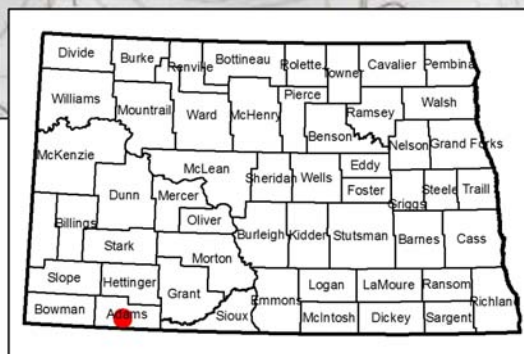 Divide Burke Renville Bottineau Rolette Towner Cavalier Pembina
Williams Mountrail Ward McHenry Pierce Ramsey Walsh
Benson Nelson Grand Forks
McKenzie McLean Sheridan Wells Eddy
Foster Griggs Steele Traill
Dunn Mercer
Oliver
Billings Burleigh Kidder Stutsman Barnes Cass
Stark Morton
Slope Hettinger Grant Logan LaMoure Ransom Richlan
Bowman Adams Sioux Emmons McIntosh Dickey Sargent